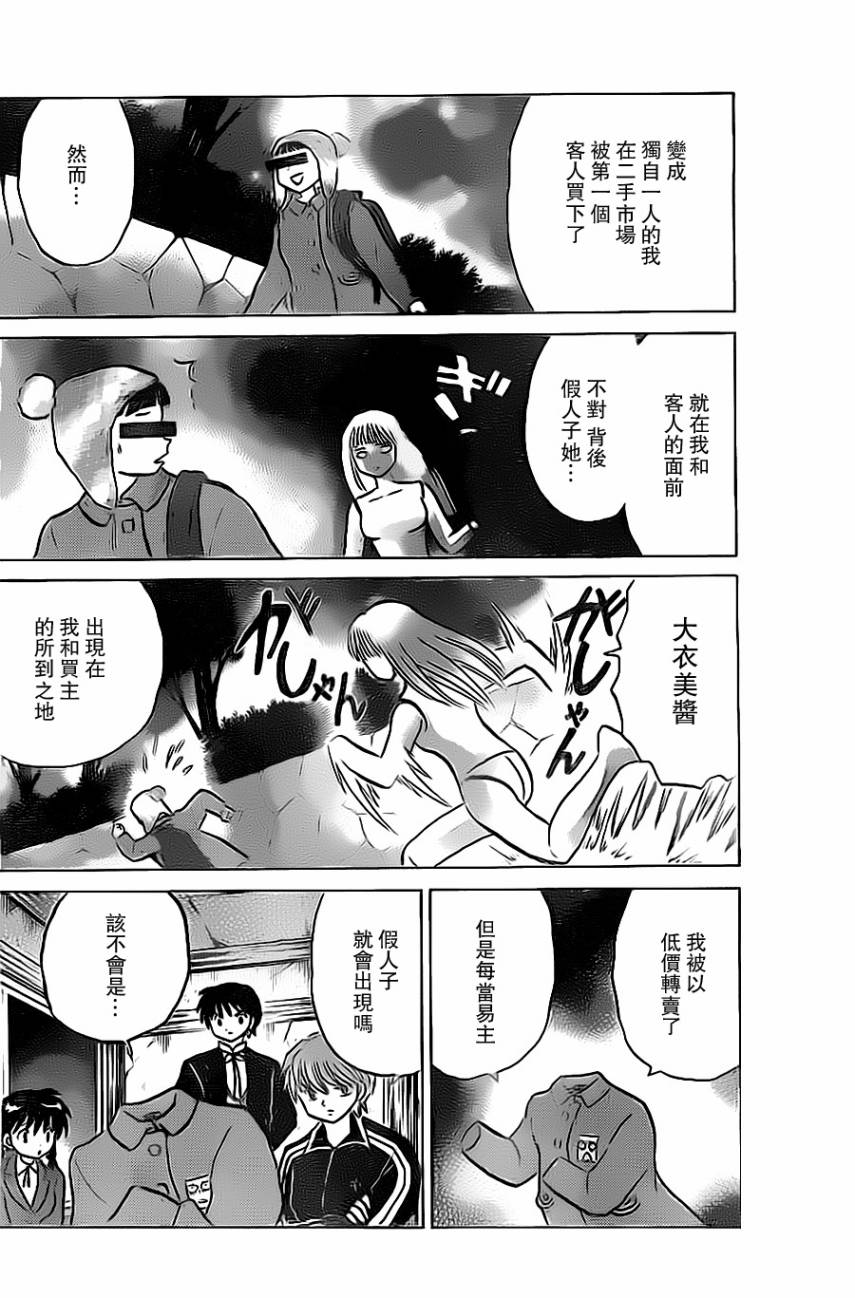 變成
獨自一人的我
在二手市場
被第一個
客人買下了
然而…
就在我和
客人的面前
不對 背後
假人子她…
ギギ
大衣美醬
がしゃん
がしゃん
出現在
我和買主
的所到之地
我被以
低價轉賣了
但是每當易主
假人子
就會出現嗎
該不會是…